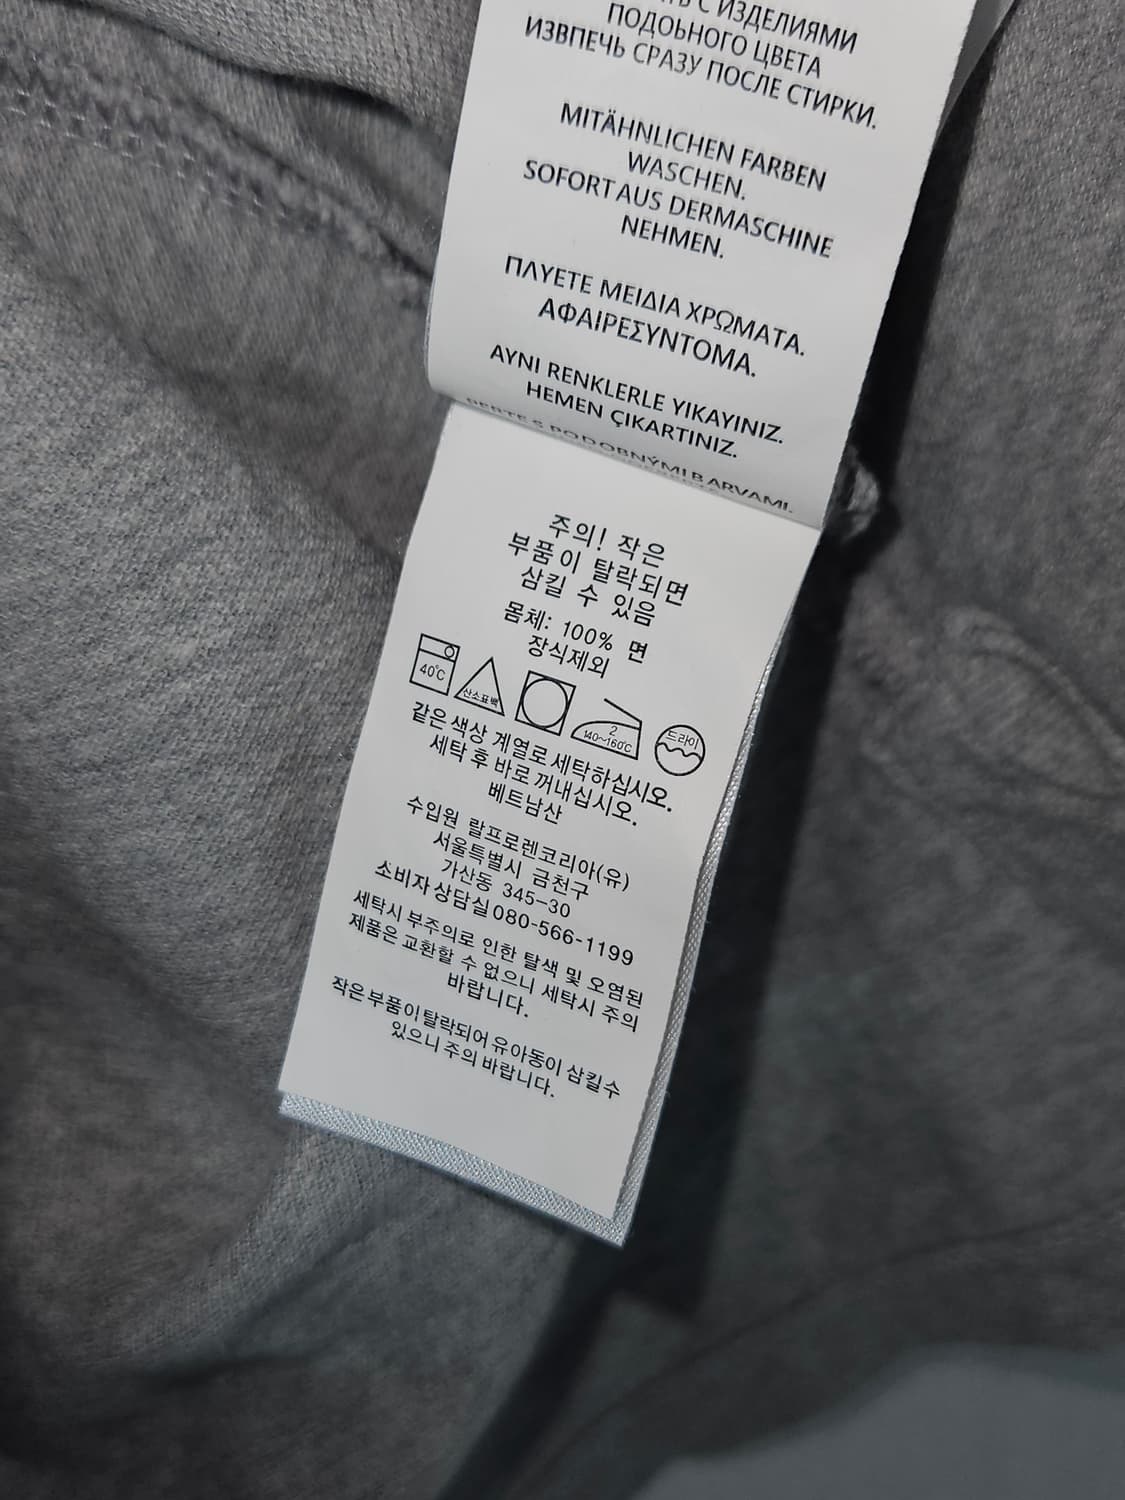 С ИЗДЕЛИЯМИ
ПОДОЬНОГО ЦВЕТА
ИЗВПЕЧЬ СРАЗУ ПОСЛЕ СТИРКИ.
MITÄHNLICHEN FARBEN
WASCHEN.
SOFORT AUS DERMASCHINE
NEHMEN.
ΠΛΥΕΤΕ ΜΕΙΔΙΑ ΧΡΩΜΑΤΑ.
ΑΦΑΙΡΕΣΥΝΤΟΜΑ.
AYNI RENKLERLE YIKAYINIZ.
HEMEN ÇIKARTINIZ.
PERTE S PODOBNÝMI B ARVAMI.
주의! 작은
부품이 탈락되면
삼킬 수 있음
몸체: 100% 면
장식제외
40℃ 산소표백 2 140~160℃ 드라이
같은 색상 계열로 세탁하십시오.
세탁 후 바로 꺼내십시오.
베트남산
수입원 랄프로렌코리아(유)
서울특별시 금천구
가산동 345-30
소비자 상담실 080-566-1199
세탁시 부주의로 인한 탈색 및 오염된
제품은 교환할 수 없으니 세탁시 주의
바랍니다.
작은 부품이 탈락되어 유아동이 삼킬수
있으니 주의 바랍니다.